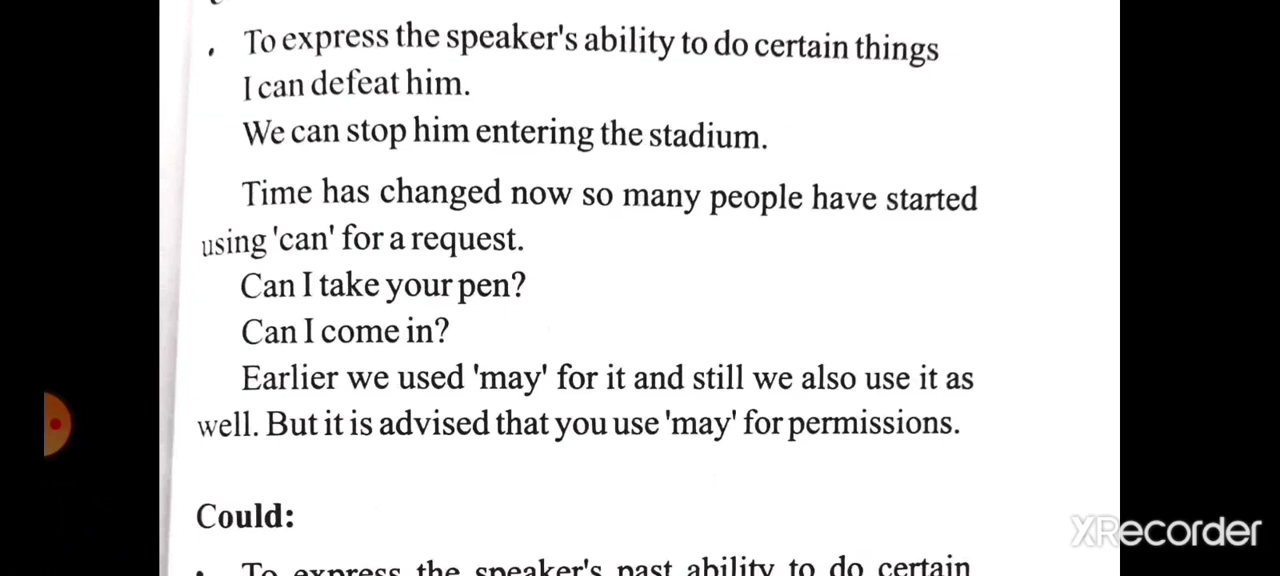 • To express the speaker's ability to do certain things
I can defeat him.
We can stop him entering the stadium.
Time has changed now so many people have started
using 'can' for a request.
Can I take your pen?
Can I come in?
Earlier we used 'may' for it and still we also use it as
well. But it is advised that you use 'may' for permissions.
Could:
• To express the speaker's past ability to do certain
XRecorder